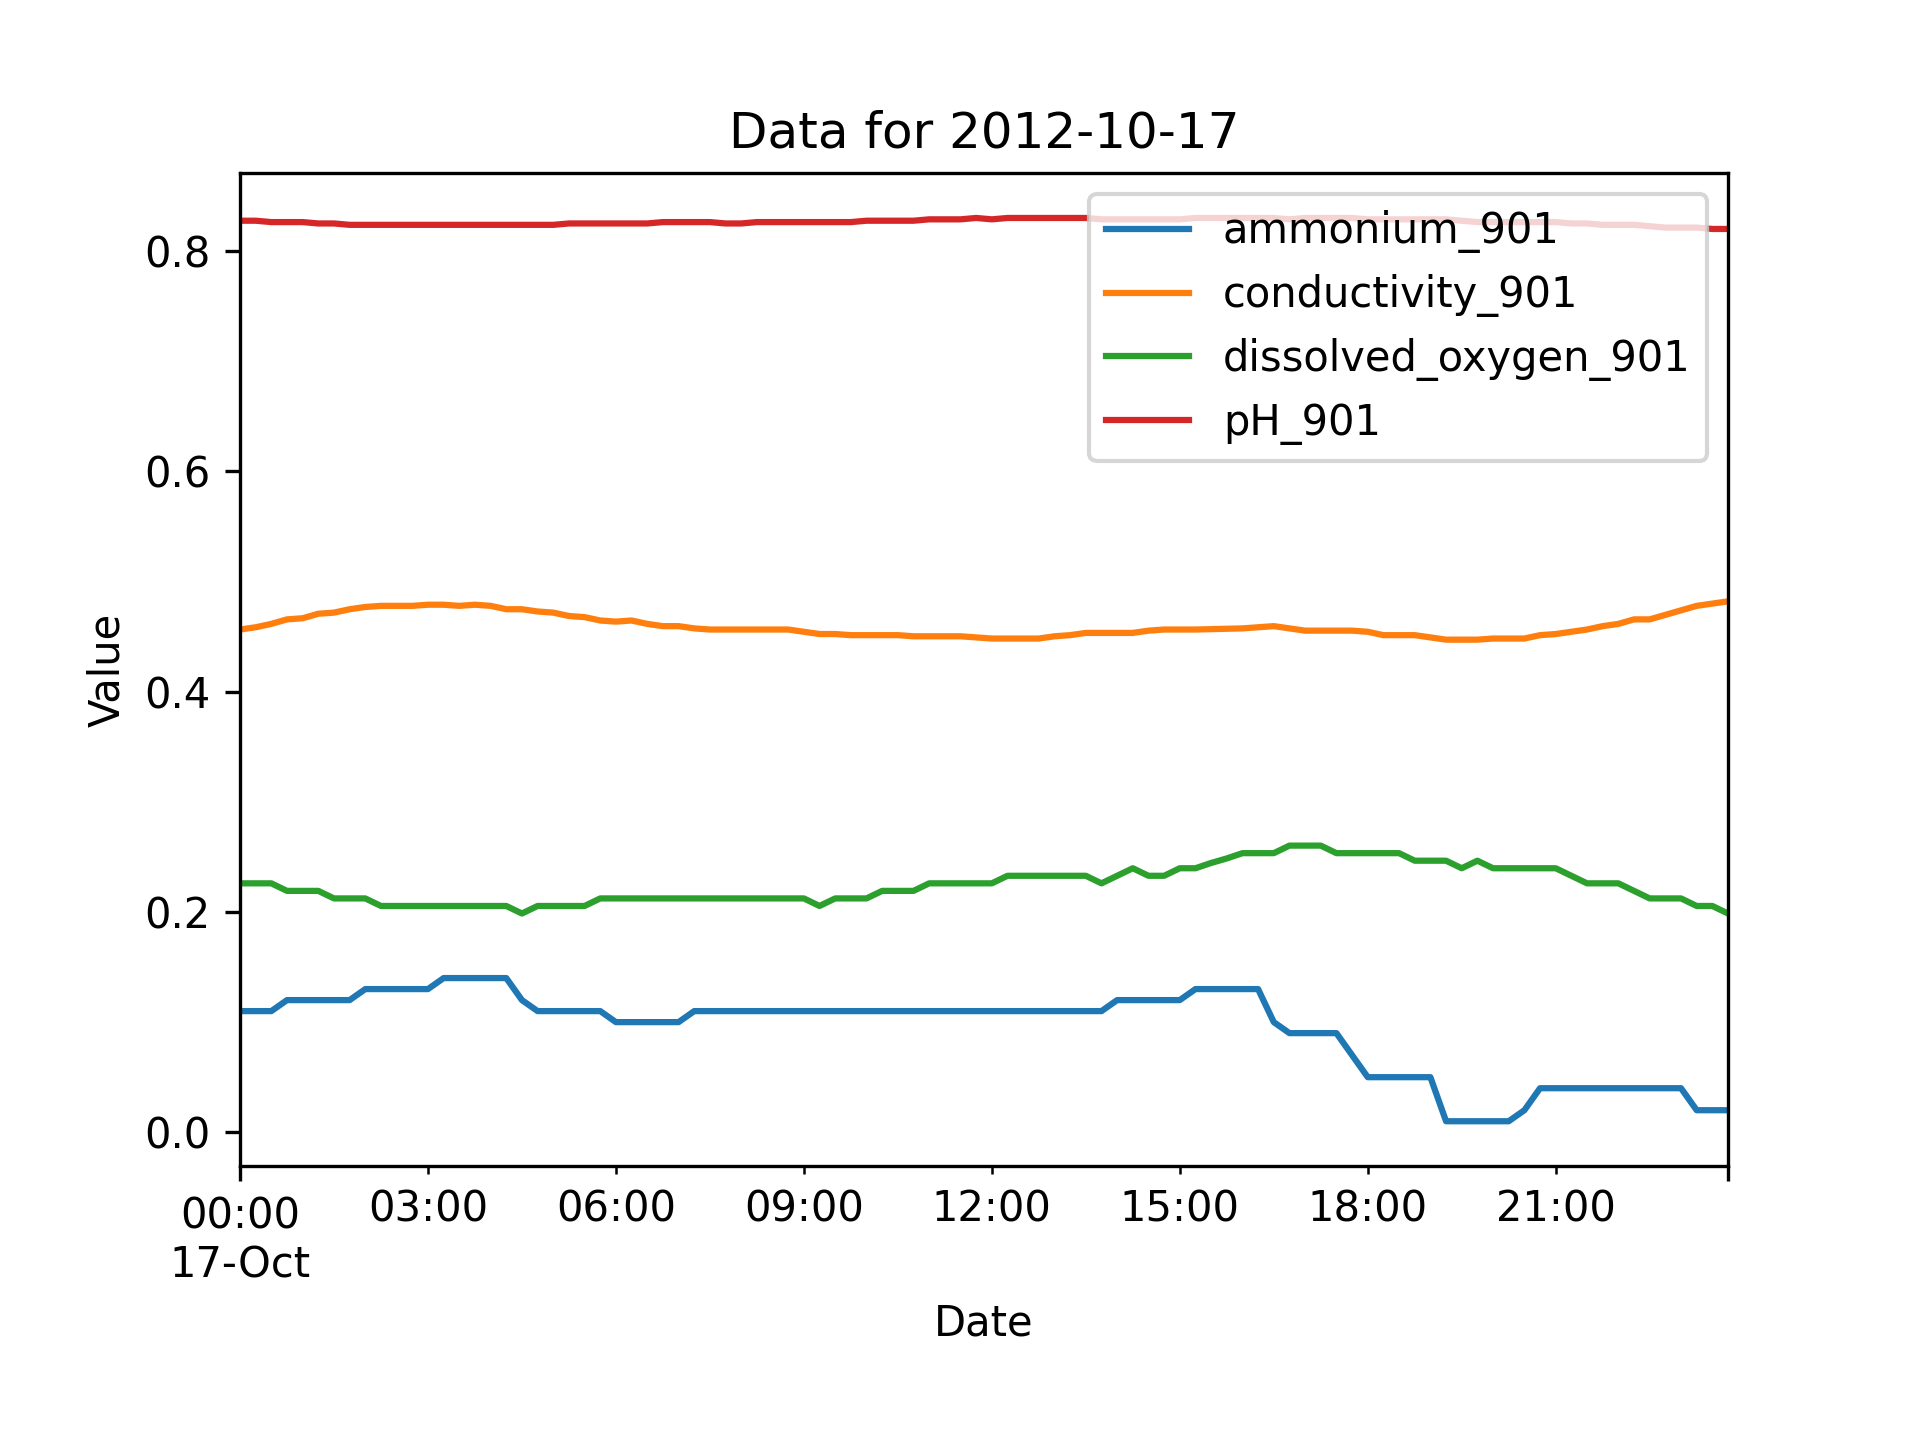 Data for 2012-10-17
ammonium_901
conductivity_901
dissolved_oxygen_901
pH_901
0.8
0.6
0.4
0.2
0.0
Value
00:00 03:00 06:00 09:00 12:00 15:00 18:00 21:00
17-Oct
Date